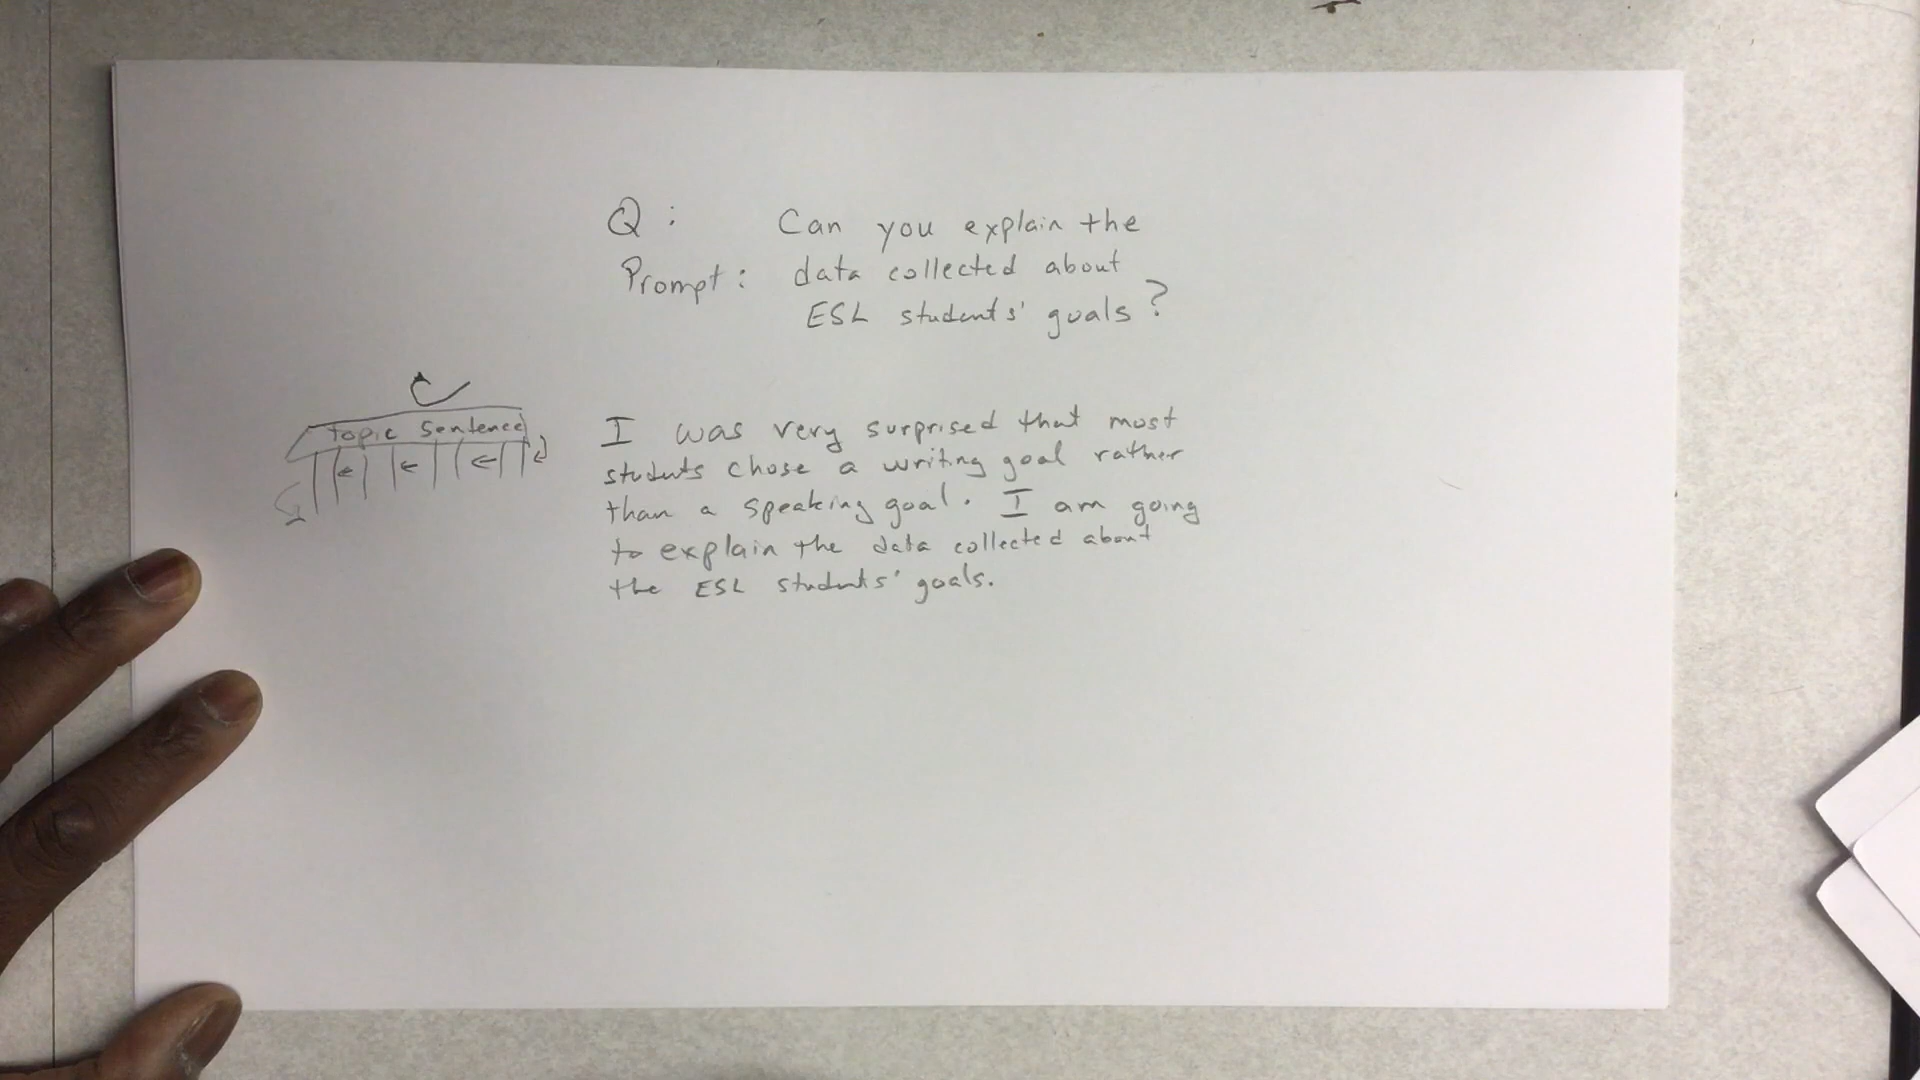 Q: Can you explain the
Prompt: data collected about
ESL students' goals?
Topic Sentence
I was very surprised that most
students chose a writing goal rather
than a speaking goal. I am going
to explain the data collected about
the ESL students' goals.